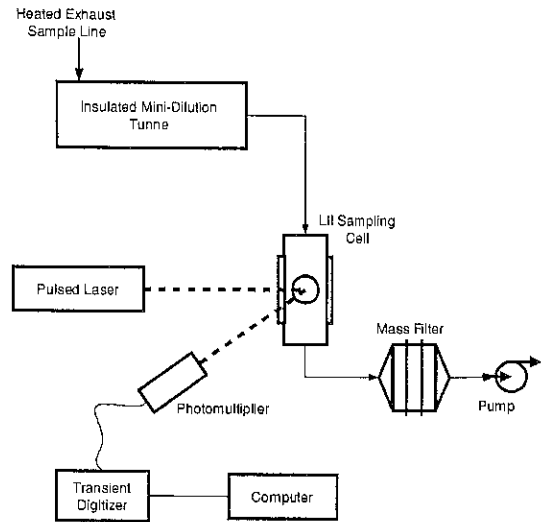 Heated Exhaust
Sample Line
Insulated Mini-Dilution
Tunne
LII Sampling
Cell
Pulsed Laser
Mass Filter
Photomultiplier
Pump
Transient
Digitizer
Computer